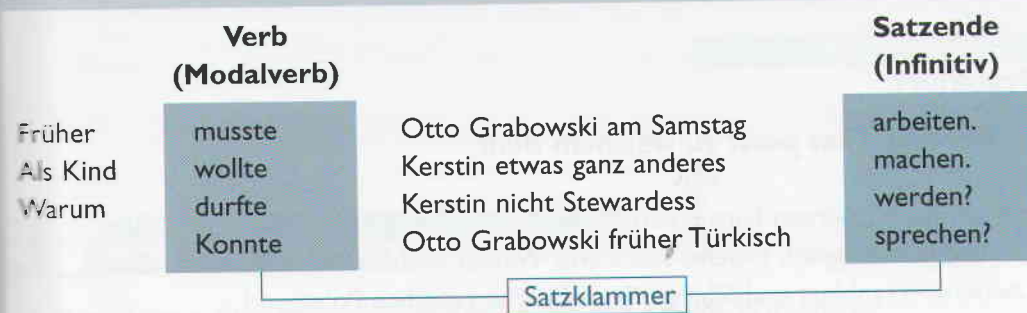 Verb
(Modalverb)
Satzende
(Infinitiv)
Früher musste Otto Grabowski am Samstag arbeiten.
Als Kind wollte Kerstin etwas ganz anderes machen.
Warum durfte Kerstin nicht Stewardess werden?
Konnte Otto Grabowski früher Türkisch sprechen?
Satzklammer